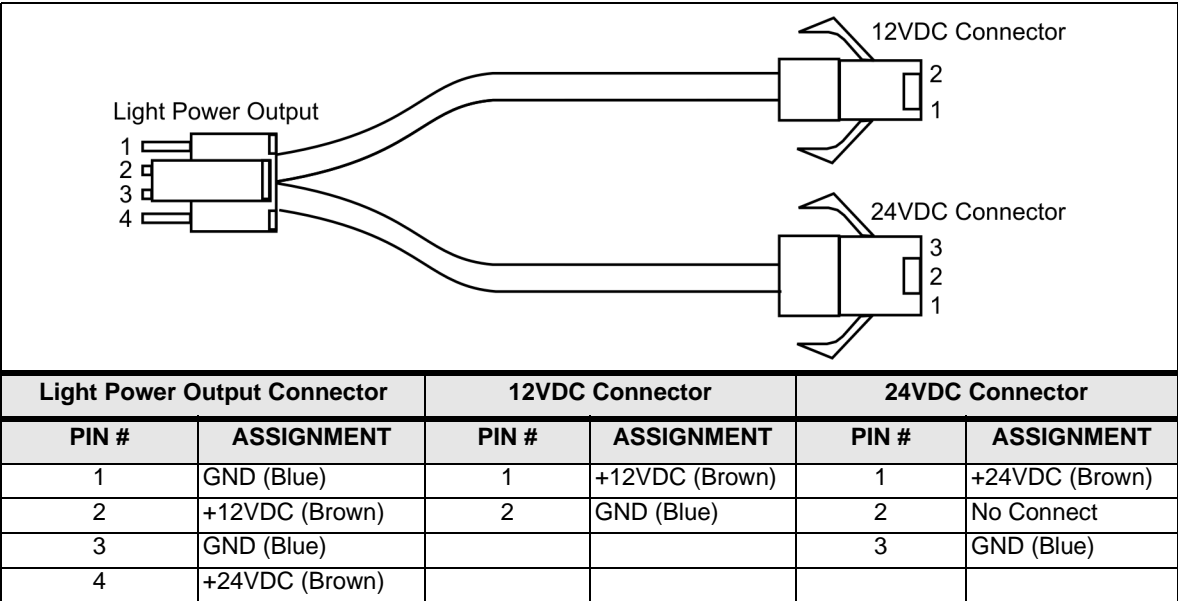 12VDC Connector
2
1
Light Power Output
1
2
3
4
24VDC Connector
3
2
1
Light Power Output Connector 12VDC Connector 24VDC Connector
PIN # ASSIGNMENT PIN # ASSIGNMENT PIN # ASSIGNMENT
1 GND (Blue) 1 +12VDC (Brown) 1 +24VDC (Brown)
2 +12VDC (Brown) 2 GND (Blue) 2 No Connect
3 GND (Blue) 3 GND (Blue)
4 +24VDC (Brown)